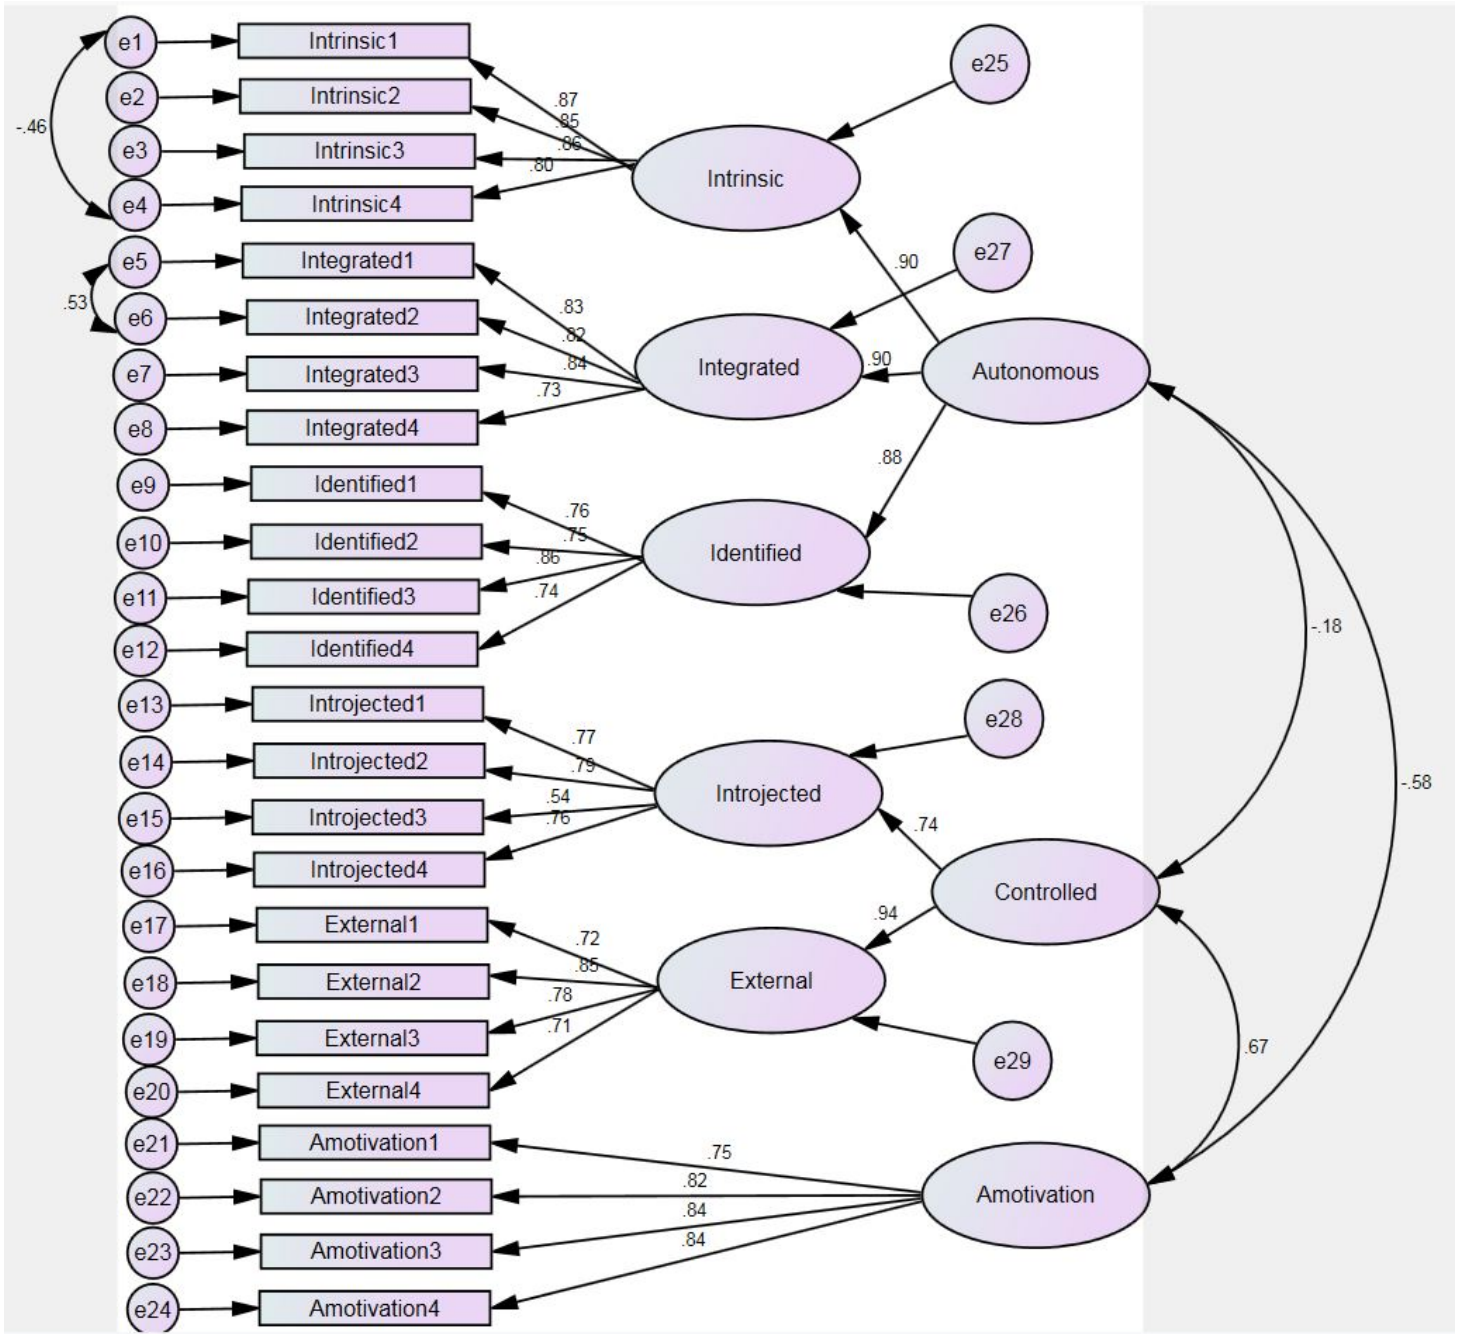 e1
Intrinsic1
e25
e2
Intrinsic2
.87
.85
-.46
e3
Intrinsic3
.86
.80
Intrinsic
e4
Intrinsic4
e5
Integrated1
.90
e27
.53
e6
Integrated2
.83
.82
e7
Integrated3
.84
.73
Integrated
.90
Autonomous
e8
Integrated4
.88
e9
Identified1
.76
.75
e10
Identified2
.86
Identified
e11
Identified3
.74
e26
e12
Identified4
-.18
e13
Introjected1
.77
e28
e14
Introjected2
.79
-.58
e15
Introjected3
.54
.76
Introjected
.74
e16
Introjected4
Controlled
e17
External1
.72
.94
e18
External2
.85
.78
External
e19
External3
.71
.67
e29
e20
External4
e21
Amotivation1
.75
e22
Amotivation2
.82
Amotivation
e23
Amotivation3
.84
.84
e24
Amotivation4